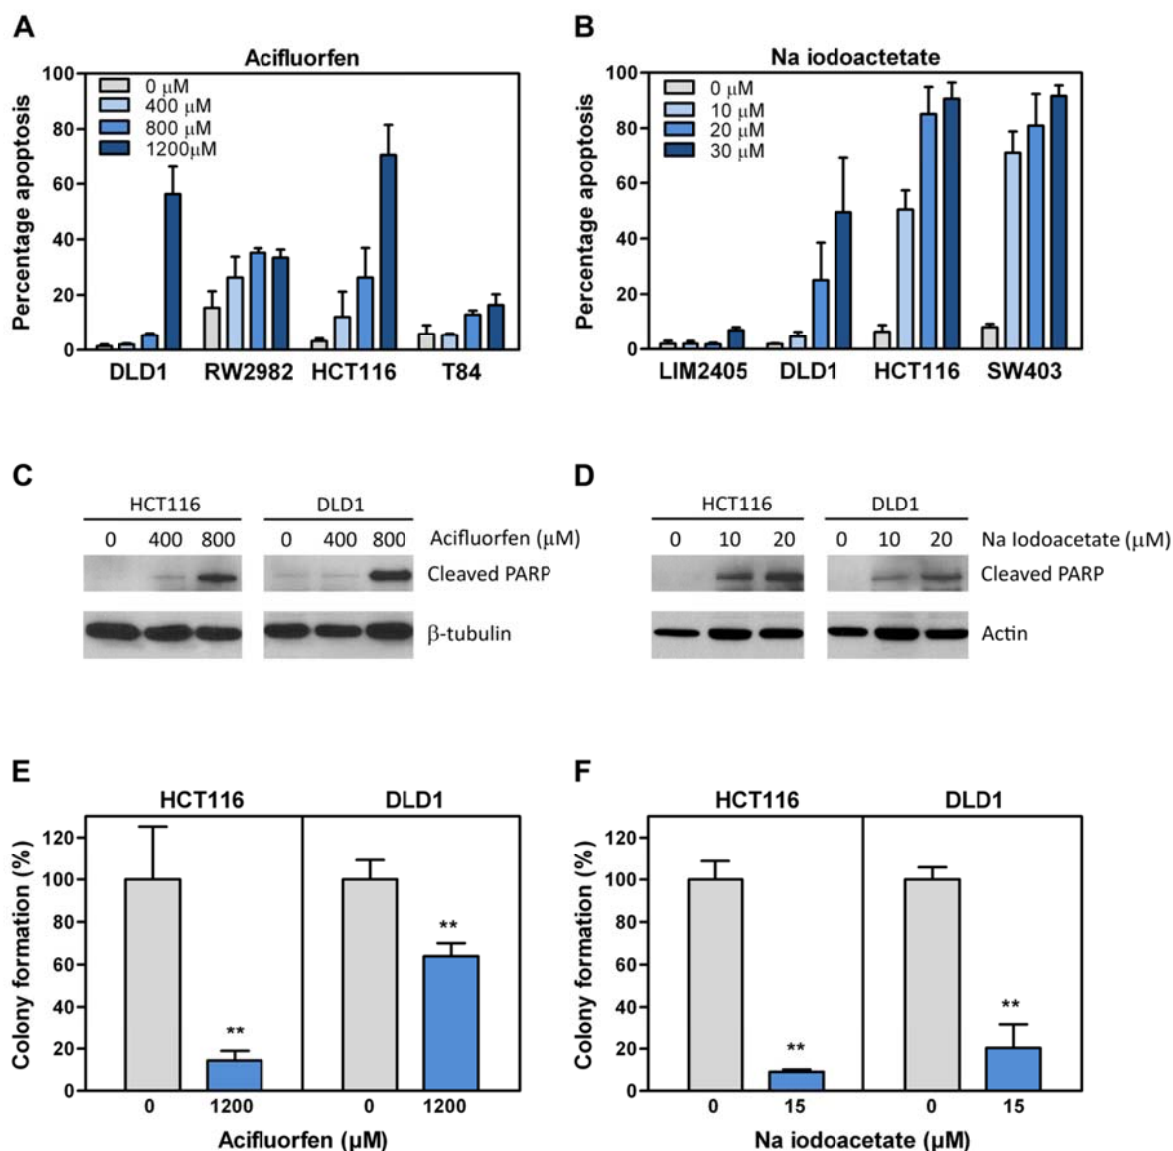 A
Acifluorfen
Percentage apoptosis
100
80
60
40
20
0
0 μM
400 μM
800 μM
1200μM
DLD1 RW2982 HCT116 T84
B
Na iodoactetate
Percentage apoptosis
100
80
60
40
20
0
0 μM
10 μM
20 μM
30 μM
LIM2405 DLD1 HCT116 SW403
C
HCT116 DLD1
0 400 800 0 400 800 Acifluorfen (μM)
Cleaved PARP
β-tubulin
D
HCT116 DLD1
0 10 20 0 10 20 Na Iodoacetate (μM)
Cleaved PARP
Actin
E
HCT116 DLD1
Colony formation (%)
120
100
80
60
40
20
0
**
**
0 1200 0 1200
Acifluorfen (μM)
F
HCT116 DLD1
Colony formation (%)
120
100
80
60
40
20
0
**
**
0 15 0 15
Na iodoacetate (μM)